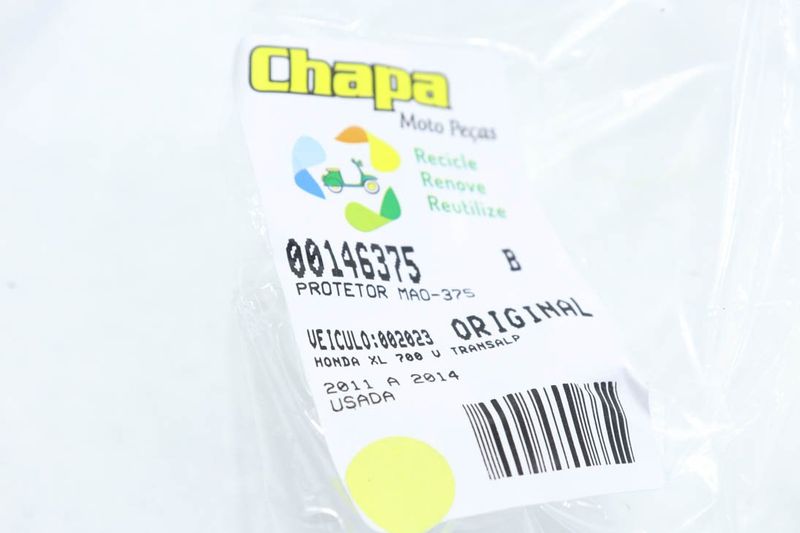 Chapa
Moto Peças
Recicle
Renove
Reutilize
00146375 B
PROTETOR MAO-375
VEICULO:002023 ORIGINAL
HONDA XL 700 V TRANSALP
2011 A 2014
USADA